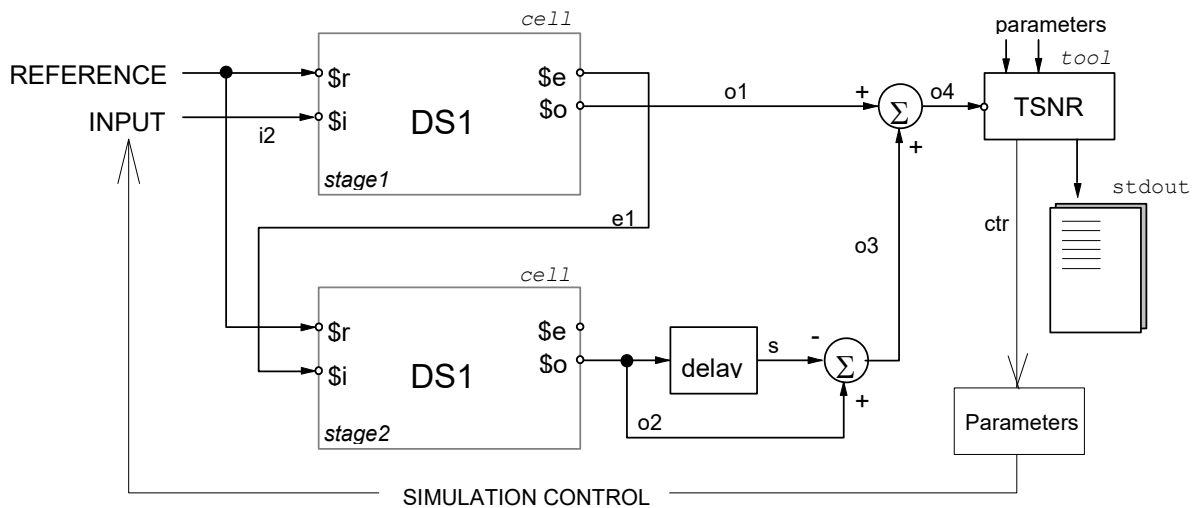 cell
parameters
tool
REFERENCE
$r
$e
o1
+
Σ
o4
TSNR
INPUT
i2
$i
DS1
$o
+
stage1
stdout
e1
o3
ctr
cell
$r
$e
$i
DS1
$o
delav
s
-
Σ
+
o2
stage2
Parameters
SIMULATION CONTROL